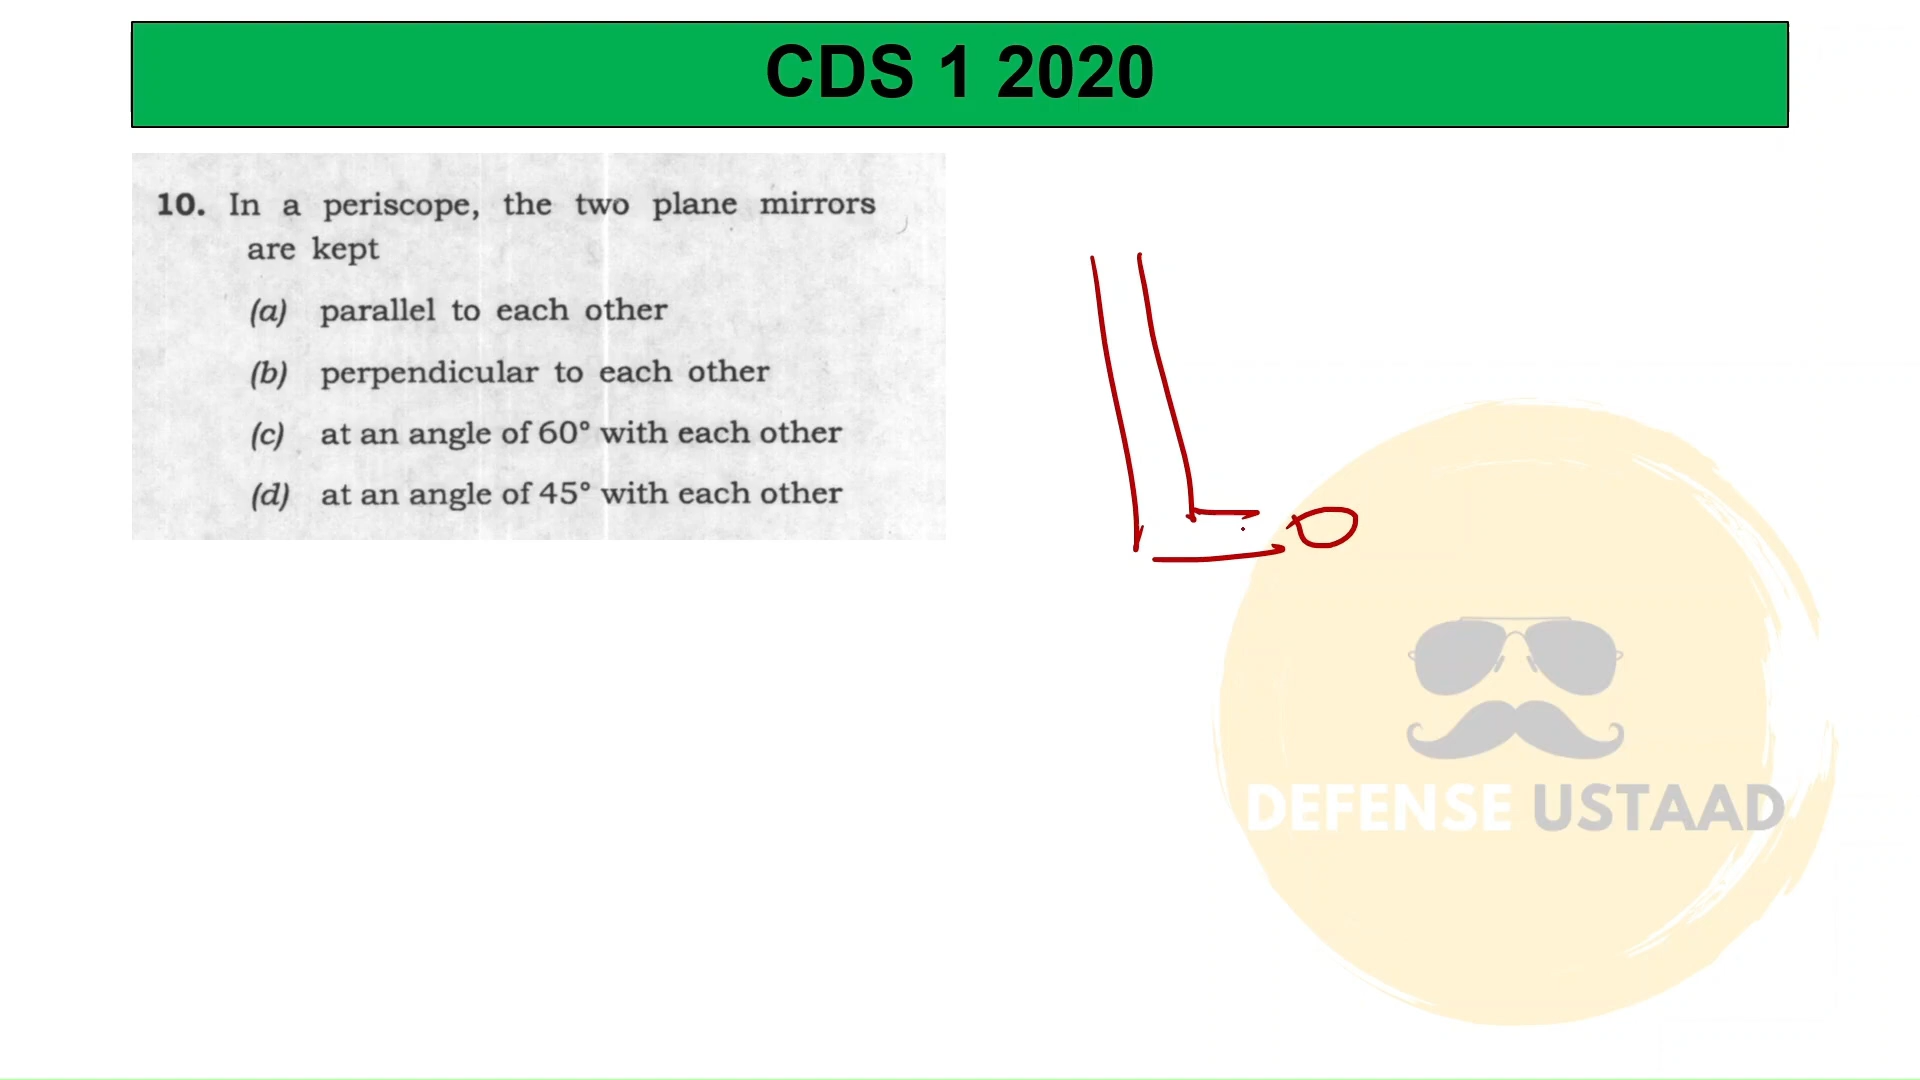 CDS 1 2020
10. In a periscope, the two plane mirrors
are kept
(a) parallel to each other
(b) perpendicular to each other
(c) at an angle of 60° with each other
(d) at an angle of 45° with each other
DEFENSE USTAAD